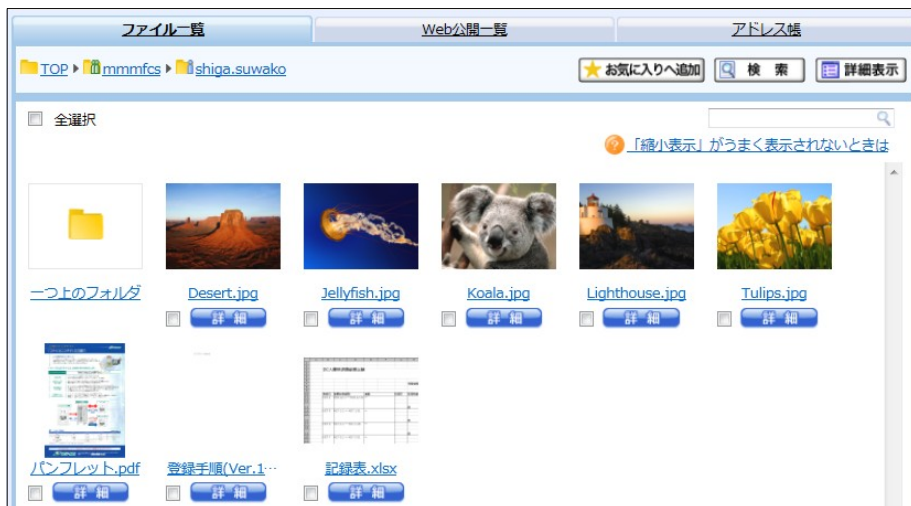 ファイル一覧 Web公開一覧 アドレス帳
TOP mmmfcs shiga.suwako お気に入りへ追加 検 索 詳細表示
全選択
「縮小表示」がうまく表示されないときは
一つ上のフォルダ Desert.jpg Jellyfish.jpg Koala.jpg Lighthouse.jpg Tulips.jpg
詳 細 詳 細 詳 細 詳 細 詳 細
パンフレット.pdf 登録手順(Ver.1… 記録表.xlsx
詳 細 詳 細 詳 細